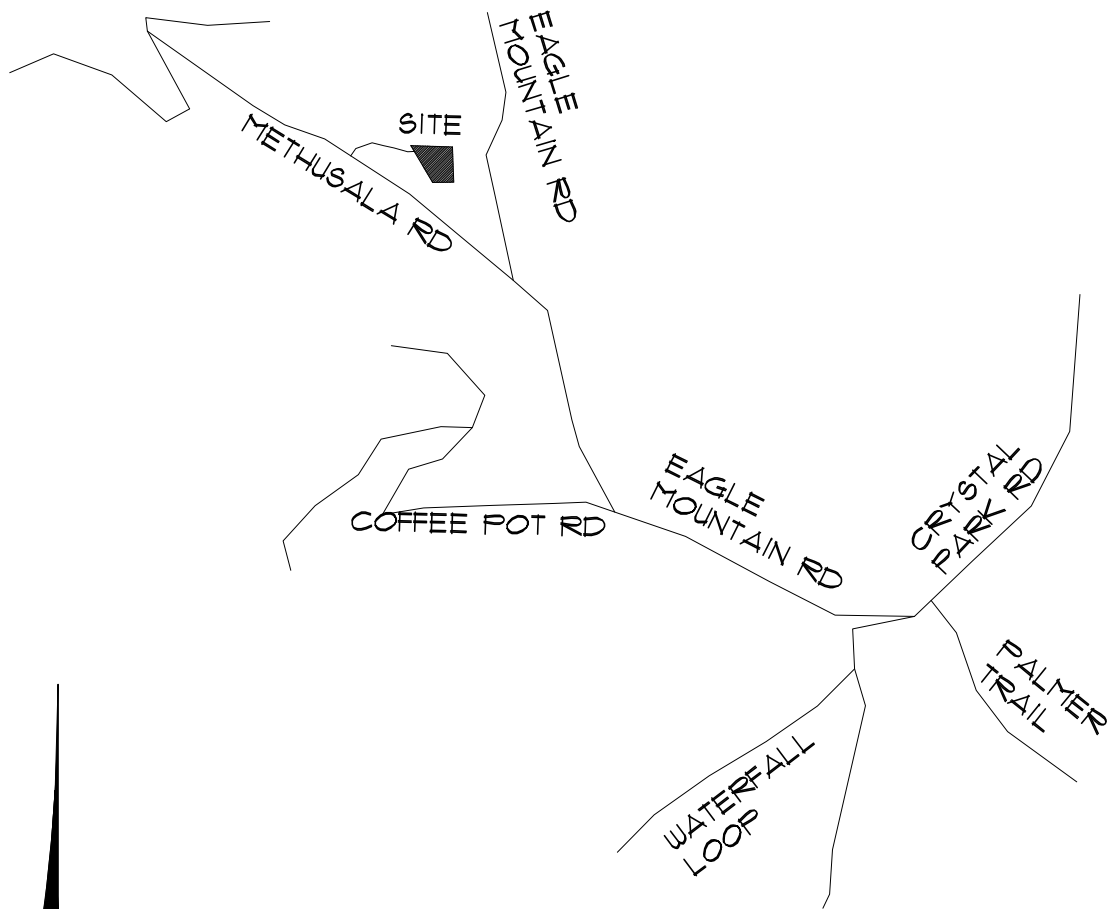 EAGLE
MOUNTAIN RD
SITE
METHUSALA RD
EAGLE
MOUNTAIN RD
CRYSTAL
PARK RD
COFFEE POT RD
PALMER
TRAIL
WATERFALL
LOOP